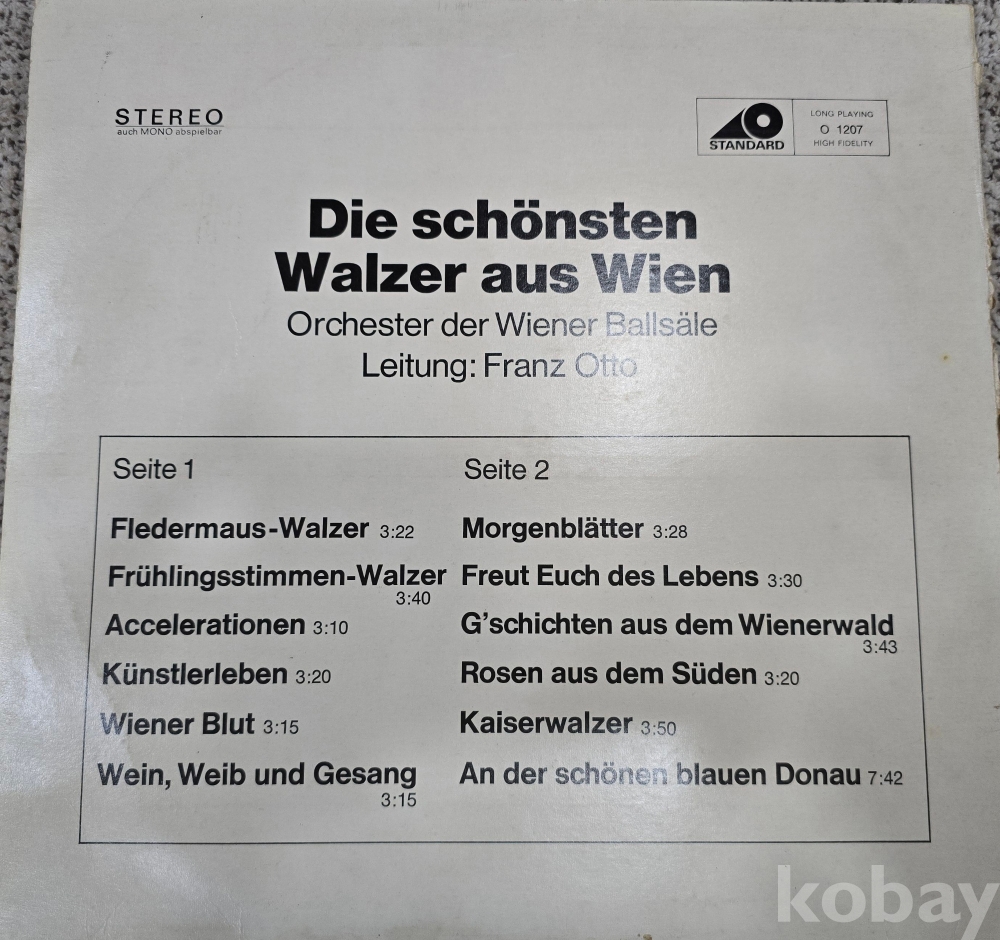 STEREO
auch MONO abspielbar
STANDARD
LONG PLAYING
O 1207
HIGH FIDELITY
Die schönsten
Walzer aus Wien
Orchester der Wiener Ballsäle
Leitung: Franz Otto
Seite 1
Fledermaus-Walzer 3:22
Frühlingsstimmen-Walzer
3:40
Accelerationen 3:10
Künstlerleben 3:20
Wiener Blut 3:15
Wein, Weib und Gesang
3:15
Seite 2
Morgenblätter 3:28
Freut Euch des Lebens 3:30
G'schichten aus dem Wienerwald
3:43
Rosen aus dem Süden 3:20
Kaiserwalzer 3:50
An der schönen blauen Donau 7:42
kobay